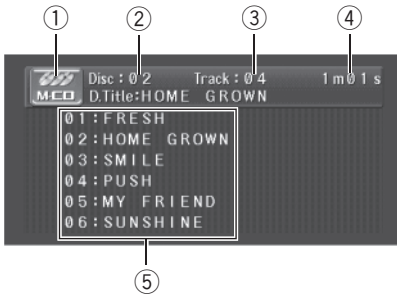 ① ② ③ ④
M-CD Disc:02 Track:04 1m01s
D.Title:HOME GROWN
01:FRESH
02:HOME GROWN
03:SMILE
04:PUSH
05:MY FRIEND
06:SUNSHINE
⑤